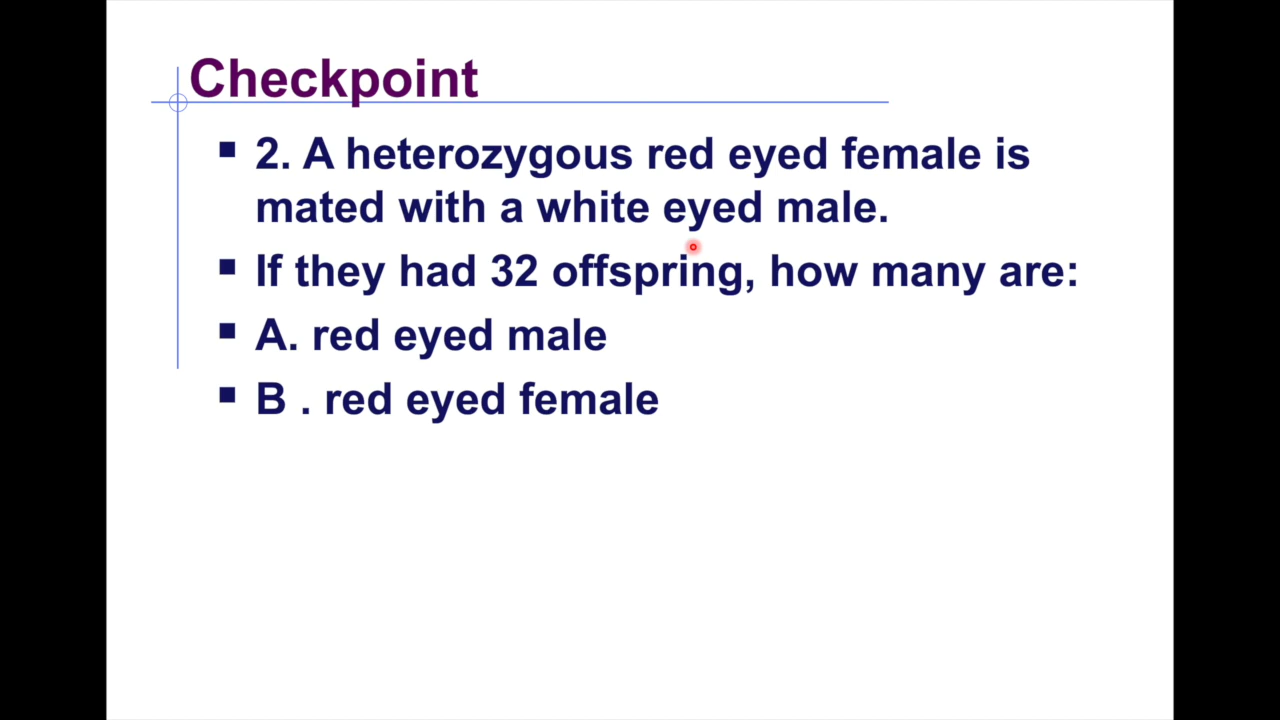 Checkpoint
2. A heterozygous red eyed female is
mated with a white eyed male.
If they had 32 offspring, how many are:
A. red eyed male
B . red eyed female